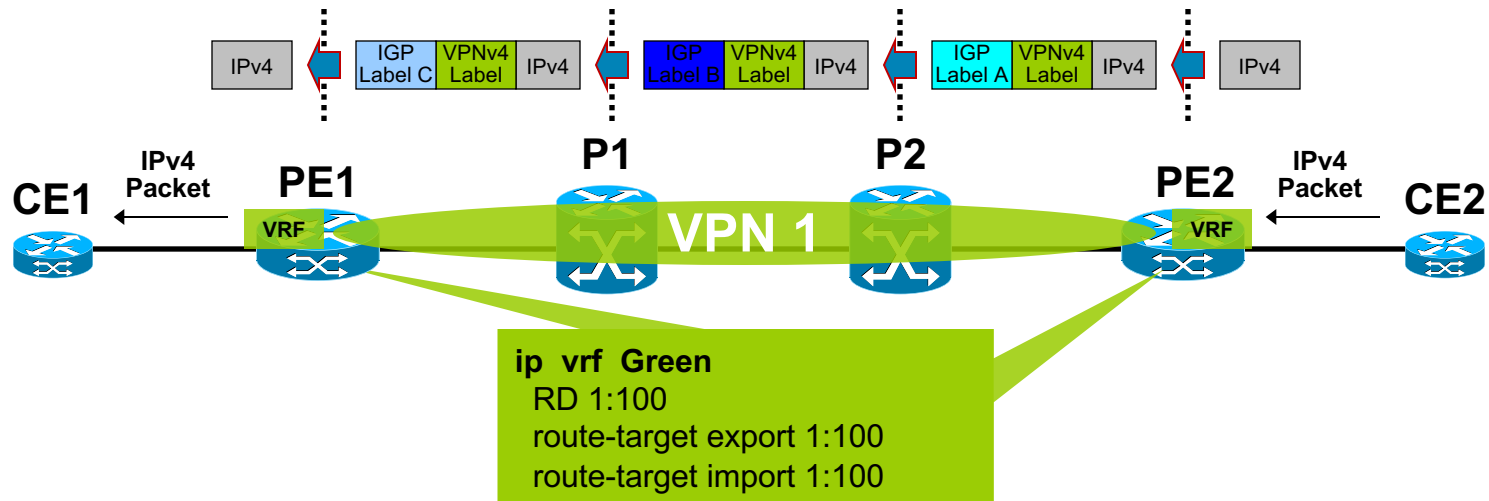 IPv4
IGP Label C
VPNv4 Label
IPv4
IGP Label B
VPNv4 Label
IPv4
IGP Label A
VPNv4 Label
IPv4
IPv4
CE1
IPv4
Packet
PE1
P1
P2
PE2
IPv4
Packet
CE2
VRF
VPN 1
VRF
ip vrf Green
RD 1:100
route-target export 1:100
route-target import 1:100